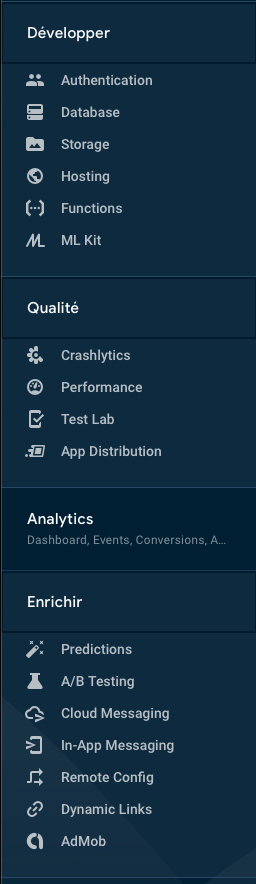 Développer
Authentication
Database
Storage
Hosting
Functions
ML Kit
Qualité
Crashlytics
Performance
Test Lab
App Distribution
Analytics
Dashboard, Events, Conversions, A...
Enrichir
Predictions
A/B Testing
Cloud Messaging
In-App Messaging
Remote Config
Dynamic Links
AdMob